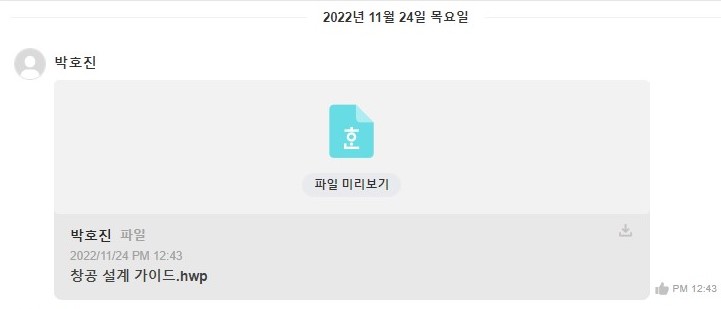 2022년 11월 24일 목요일
박호진
호
파일 미리보기
박호진 파일
2022/11/24 PM 12:43
창공 설계 가이드.hwp
PM 12:43